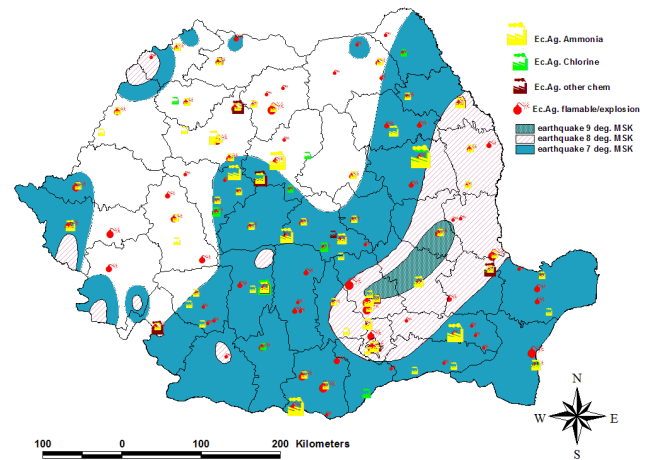 Ec.Ag. Ammonia
Ec.Ag. Chlorine
Ec.Ag. other chem
Ec.Ag. flamable/explosion
earthquake 9 deg. MSK
earthquake 8 deg. MSK
earthquake 7 deg. MSK
N
W E
S
100 0 100 200 Kilometers